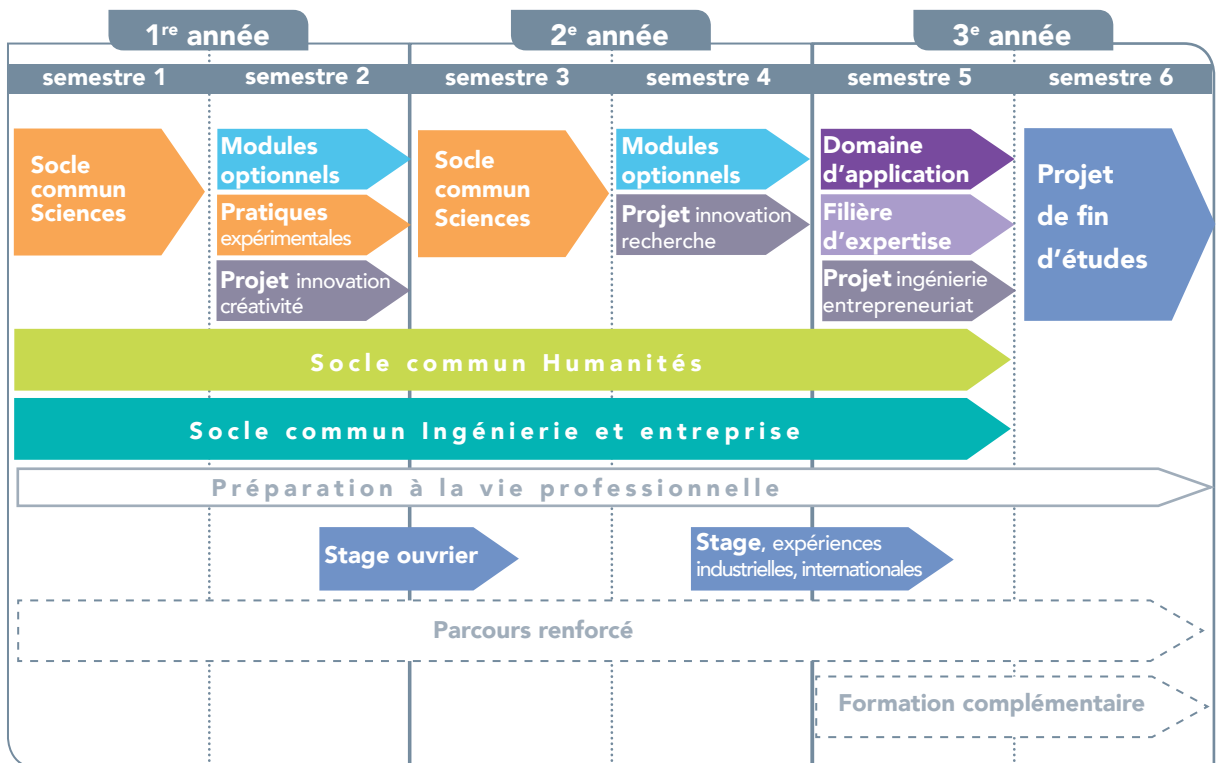 1re année
2e année
3e année
semestre 1
semestre 2
semestre 3
semestre 4
semestre 5
semestre 6
Socle
commun
Sciences
Modules
optionnels
Pratiques
expérimentales
Projet innovation
créativité
Socle
commun
Sciences
Modules
optionnels
Projet innovation
recherche
Domaine
d'application
Filière
d'expertise
Projet ingénierie
entrepreneuriat
Projet
de fin
d'études
Socle commun Humanités
Socle commun Ingénierie et entreprise
Préparation à la vie professionnelle
Stage ouvrier
Stage, expériences
industrielles, internationales
Parcours renforcé
Formation complémentaire